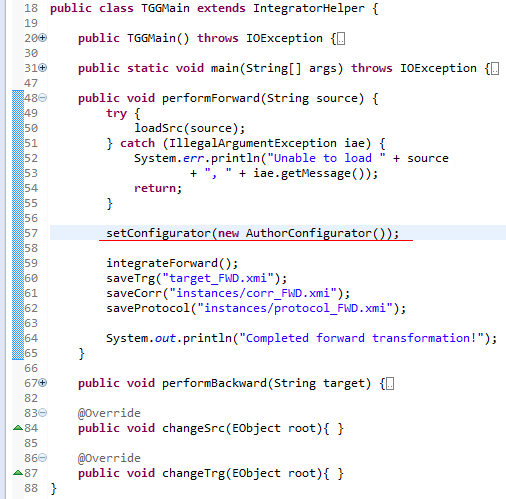 18 public class TGGMain extends IntegratorHelper {
19
20 public TGGMain() throws IOException {
30
31 public static void main(String[] args) throws IOException {
47
48 public void performForward(String source) {
49 try {
50 loadSrc(source);
51 } catch (IllegalArgumentException iae) {
52 System.err.println("Unable to load " + source
53 + ", " + iae.getMessage());
54 return;
55 }
56
57 setConfigurator(new AuthorConfigurator());
58
59 integrateForward();
60 saveTrg("target_FWD.xmi");
61 saveCorr("instances/corr_FWD.xmi");
62 saveProtocol("instances/protocol_FWD.xmi");
63
64 System.out.println("Completed forward transformation!");
65 }
66
67 public void performBackward(String target) {
82
83 @Override
84 public void changeSrc(EObject root){ }
85
86 @Override
87 public void changeTrg(EObject root){ }
88 }